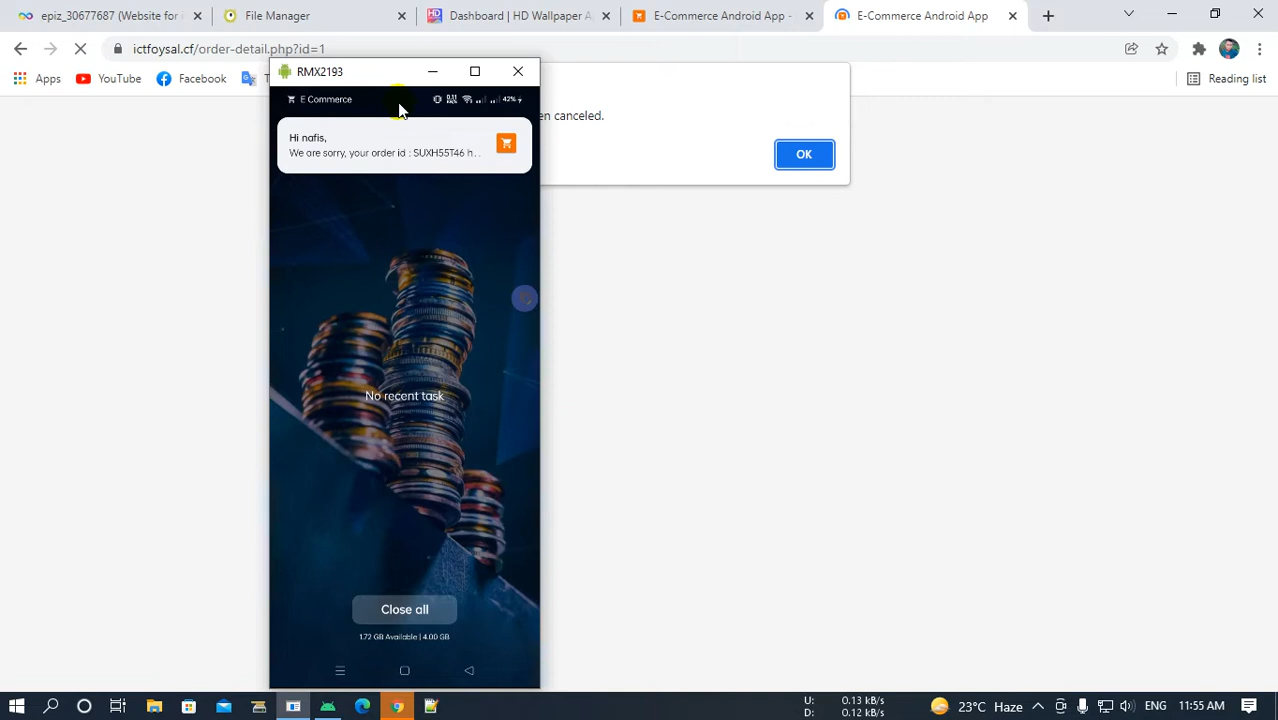 epiz_30677687 (Website for
File Manager
Dashboard | HD Wallpaper A
E-Commerce Android App -
E-Commerce Android App
ictfoysal.cf/order-detail.php?id=1
Apps
YouTube
Facebook
Reading list
RMX2193
E Commerce
0.11
42%
en canceled.
OK
Hi nafis,
We are sorry, your order id : SUXH55T46 h...
No recent task
Close all
1.72 GB Available | 4.00 GB
U: 0.13 kB/s
D: 0.12 kB/s
23°C Haze
ENG
11:55 AM